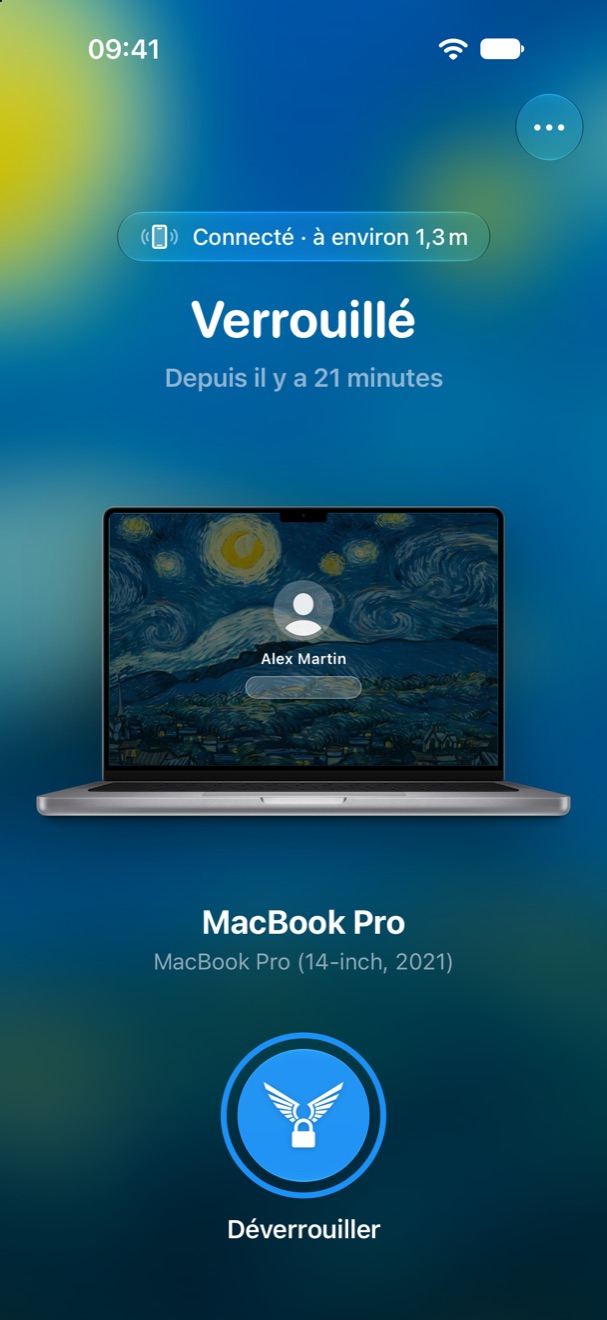 09:41
Connecté · à environ 1,3 m
Verrouillé
Depuis il y a 21 minutes
Alex Martin
MacBook Pro
MacBook Pro (14-inch, 2021)
Déverrouiller